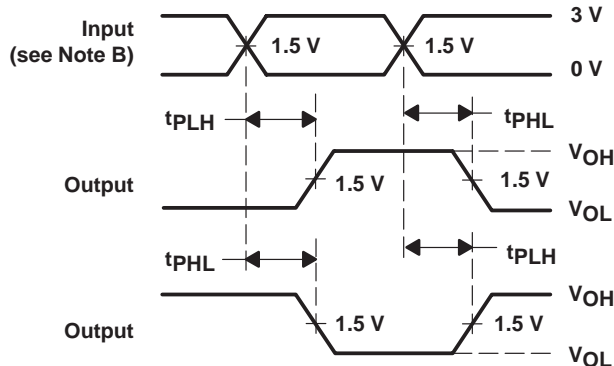 Input
(see Note B)
1.5 V
1.5 V
3 V
0 V
tPLH
tPHL
Output
1.5 V
1.5 V
VOH
VOL
tPHL
tPLH
Output
1.5 V
1.5 V
VOH
VOL